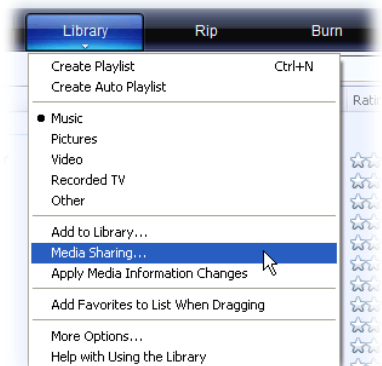 Library Rip Burn
Create Playlist Ctrl+N
Create Auto Playlist
Music
Pictures
Video
Recorded TV
Other
Add to Library...
Media Sharing...
Apply Media Information Changes
Add Favorites to List When Dragging
More Options...
Help with Using the Library